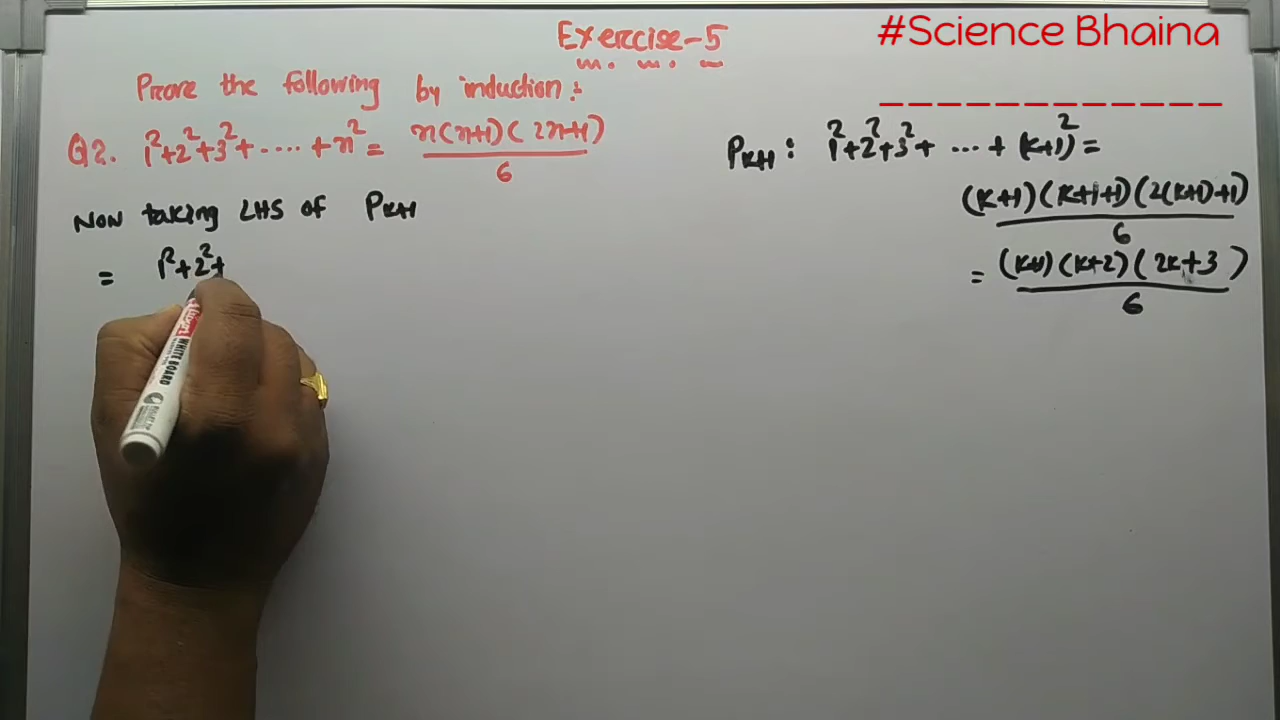 Exercise-5
#Science Bhaina
Prove the following by induction:
Q2. 1²+2²+3²+....+n² = n(n+1)(2n+1)/6
Now taking LHS of Pk+1
= 1²+2²+
Pk+1: 1²+2²+3²+ ...+(k+1)² =
(k+1)(k+1+1)(2(k+1)+1)/6
= (k+1)(k+2)(2k+3)/6
WHITE BOARD